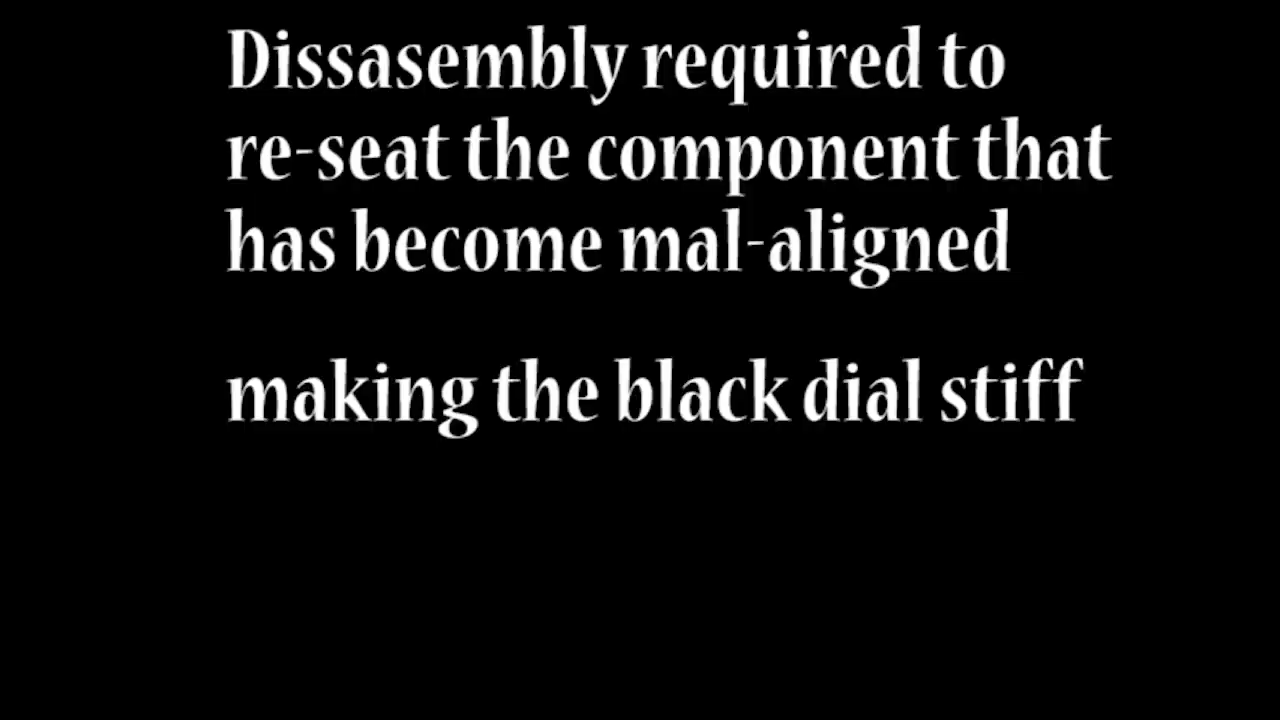 Dissasembly required to
re-seat the component that
has become mal-aligned
making the black dial stiff